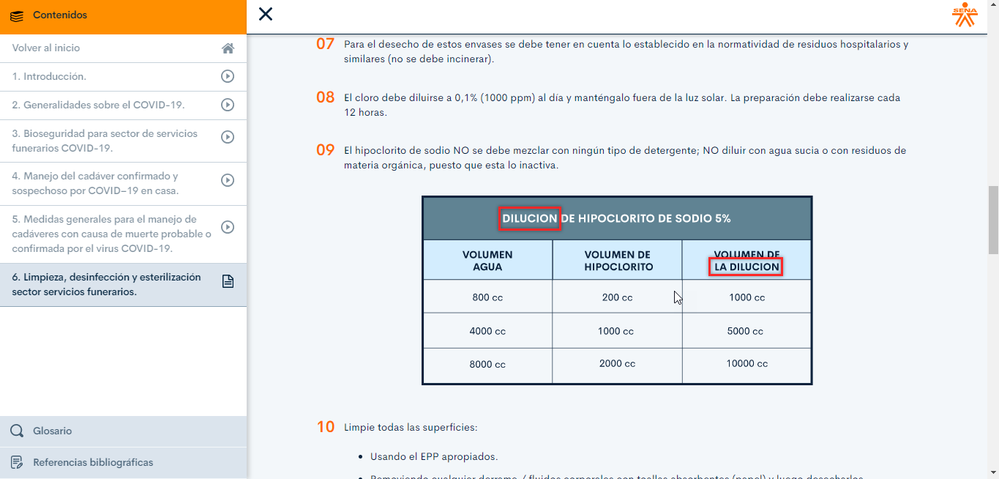 Contenidos
SENA
Volver al inicio
1. Introducción.
2. Generalidades sobre el COVID-19.
3. Bioseguridad para sector de servicios
funerarios COVID-19.
4. Manejo del cadáver confirmado y
sospechoso por COVID–19 en casa.
5. Medidas generales para el manejo de
cadáveres con causa de muerte probable o
confirmada por el virus COVID-19.
6. Limpieza, desinfección y esterilización
sector servicios funerarios.
Glosario
Referencias bibliográficas
07 Para el desecho de estos envases se debe tener en cuenta lo establecido en la normatividad de residuos hospitalarios y
similares (no se debe incinerar).
08 El cloro debe diluirse a 0,1% (1000 ppm) al día y manténgalo fuera de la luz solar. La preparación debe realizarse cada
12 horas.
09 El hipoclorito de sodio NO se debe mezclar con ningún tipo de detergente; NO diluir con agua sucia o con residuos de
materia orgánica, puesto que esta lo inactiva.
DILUCION DE HIPOCLORITO DE SODIO 5%
VOLUMEN
AGUA
VOLUMEN DE
HIPOCLORITO
VOLUMEN DE
LA DILUCION
800 cc 200 cc 1000 cc
4000 cc 1000 cc 5000 cc
8000 cc 2000 cc 10000 cc
10 Limpie todas las superficies:
• Usando el EPP apropiados.
• Removiendo cualquier derrame / fluidos corporales con toallas absorbentes (papel) y luego desecharlos